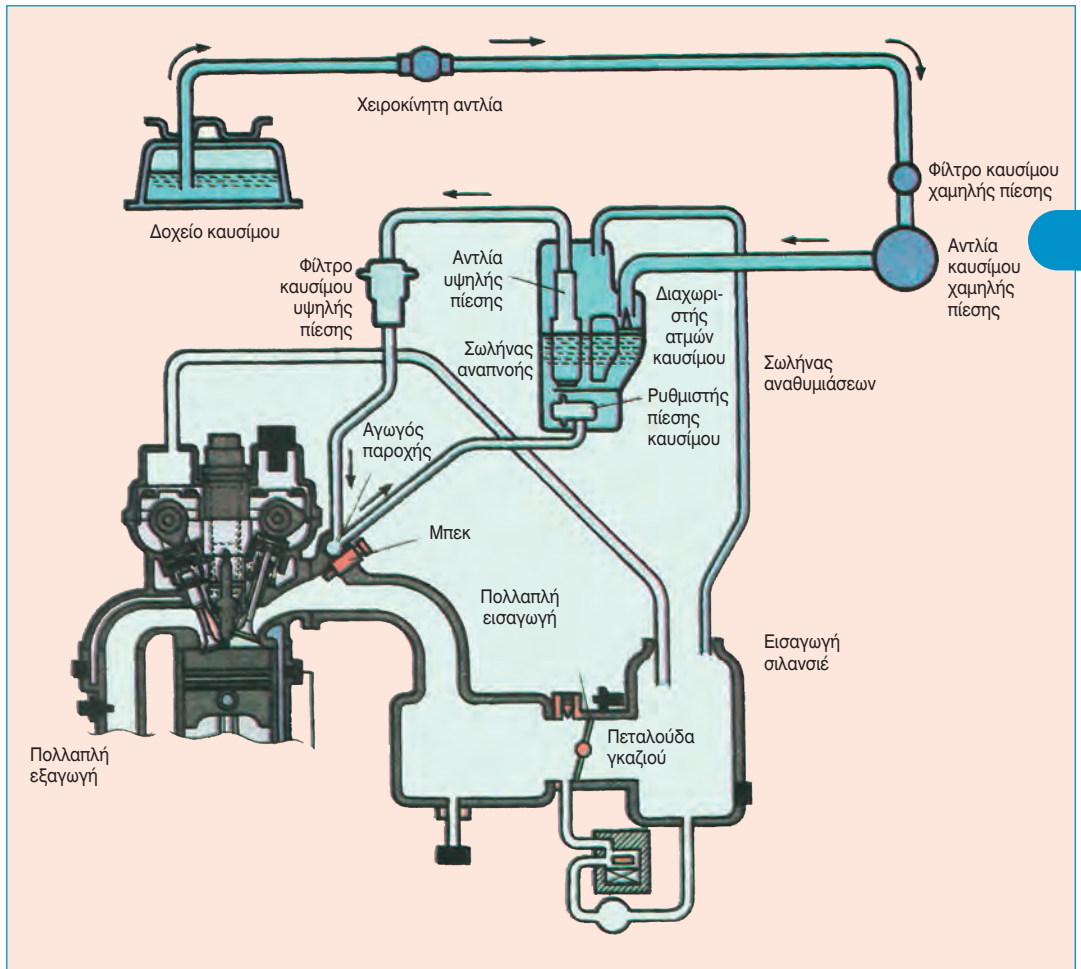 Χειροκίνητη αντλία
Φίλτρο καυσίμου
χαμηλής πίεσης
Δοχείο καυσίμου
Αντλία
καυσίμου
χαμηλής
πίεσης
Φίλτρο
καυσίμου
υψηλής
πίεσης
Αντλία
υψηλής
πίεσης
Διαχωρι-
στής
ατμών
καυσίμου
Σωλήνας
αναπνοής
Σωλήνας
αναθυμιάσεων
Ρυθμιστής
πίεσης
καυσίμου
Αγωγός
παροχής
Μπεκ
Πολλαπλή
εισαγωγή
Εισαγωγή
σιλανσιέ
Πεταλούδα
γκαζιού
Πολλαπλή
εξαγωγή